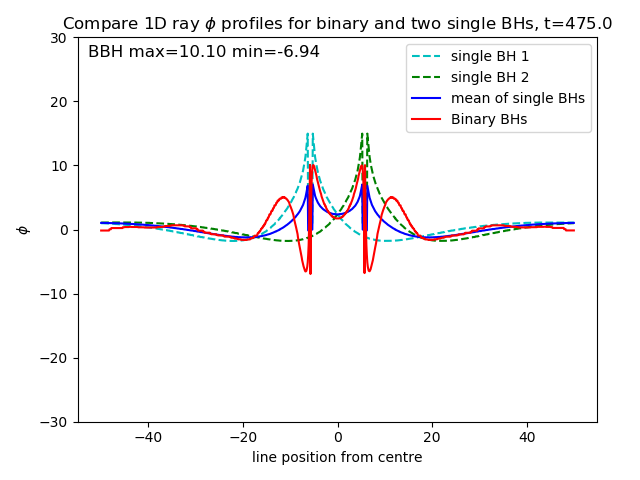 Compare 1D ray ϕ profiles for binary and two single BHs, t=475.0
BBH max=10.10 min=-6.94
single BH 1
single BH 2
mean of single BHs
Binary BHs
30
20
10
0
−10
−20
−30
ϕ
−40
−20
0
20
40
line position from centre